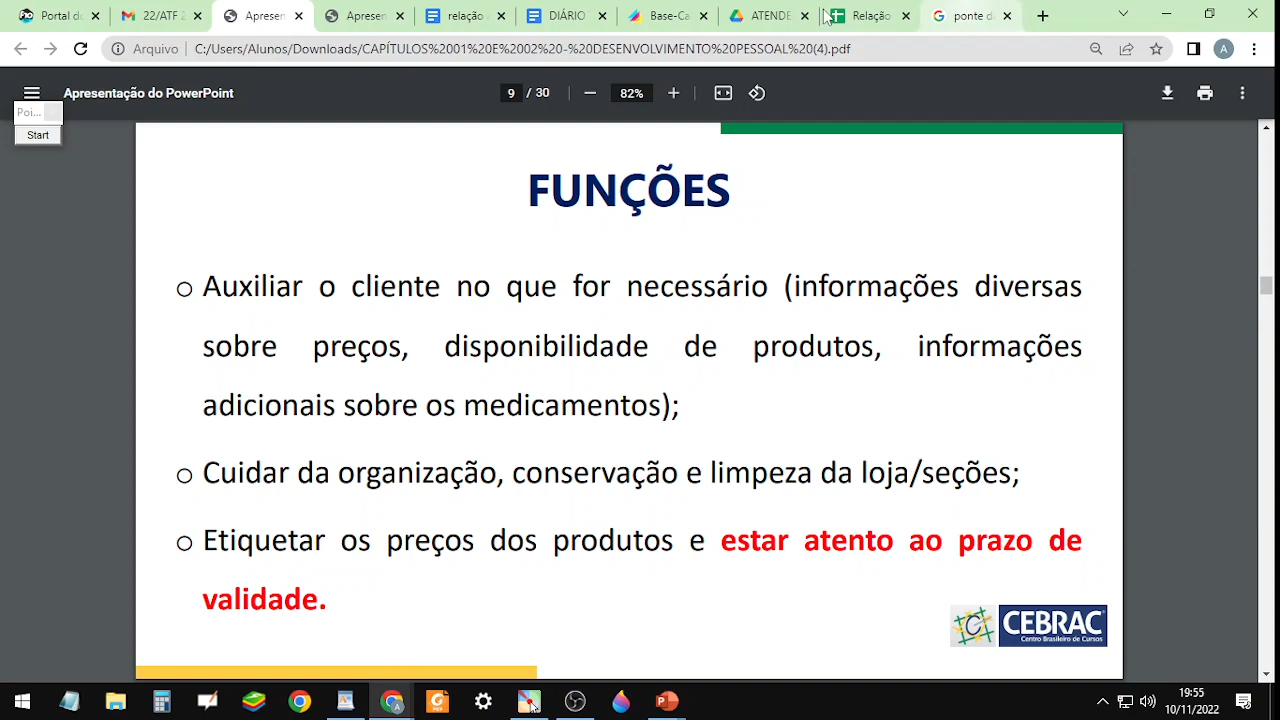 Portal do
22/ATF 2
Apresen
Apresen
relação a
DIÁRIO
Base-Ca
ATENDE
Relação
ponte da
Arquivo
C:/Users/Alunos/Downloads/CAPÍTULOS%2001%20E%2002%20-%20DESENVOLVIMENTO%20PESSOAL%20(4).pdf
A
Apresentação do PowerPoint
9 / 30
82%
Poi...
Start
FUNÇÕES
Auxiliar o cliente no que for necessário (informações diversas
sobre preços, disponibilidade de produtos, informações
adicionais sobre os medicamentos);
Cuidar da organização, conservação e limpeza da loja/seções;
Etiquetar os preços dos produtos e estar atento ao prazo de
validade.
CEBRAC
Centro Brasileiro de Cursos
19:55
10/11/2022